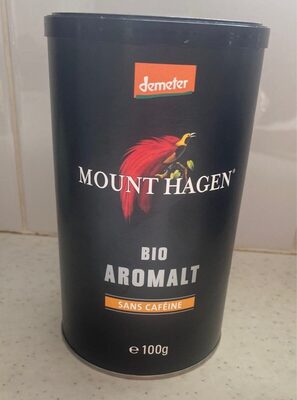 demeter
MOUNT HAGEN®
BIO
AROMALT
SANS CAFÉINE
℮ 100g